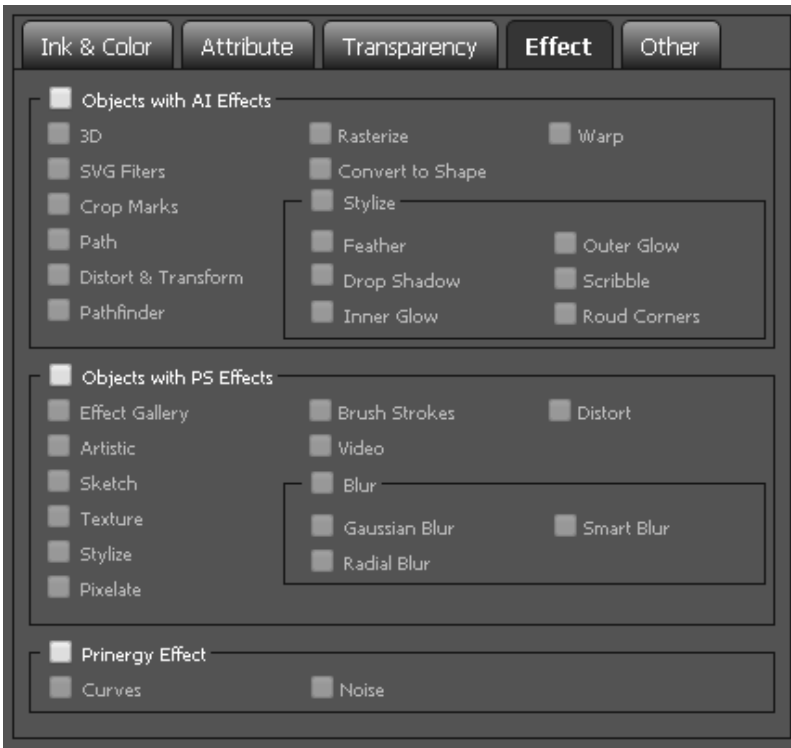 Ink & Color Attribute Transparency Effect Other
Objects with AI Effects
3D Rasterize Warp
SVG Fiters Convert to Shape
Crop Marks Stylize
Path Feather Outer Glow
Distort & Transform Drop Shadow Scribble
Pathfinder Inner Glow Roud Corners
Objects with PS Effects
Effect Gallery Brush Strokes Distort
Artistic Video
Sketch Blur
Texture Gaussian Blur Smart Blur
Stylize Radial Blur
Pixelate
Prinergy Effect
Curves Noise